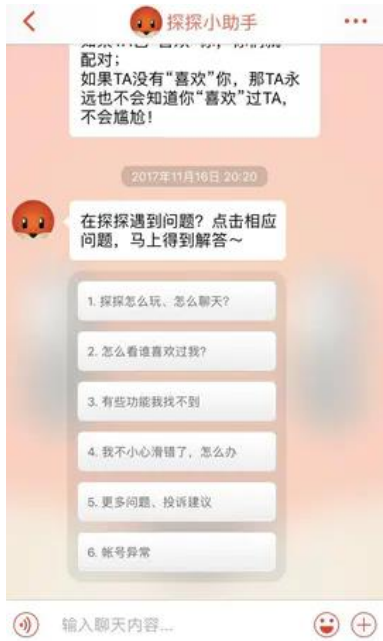 探探小助手
配对;
如果TA没有“喜欢”你，那TA永
远也不会知道你“喜欢”过TA，
不会尴尬！
2017年11月16日 20:20
在探探遇到问题？点击相应
问题，马上得到解答～
1. 探探怎么玩、怎么聊天？
2. 怎么看谁喜欢过我？
3. 有些功能我找不到
4. 我不小心滑错了，怎么办
5. 更多问题、投诉建议
6. 帐号异常
输入聊天内容...